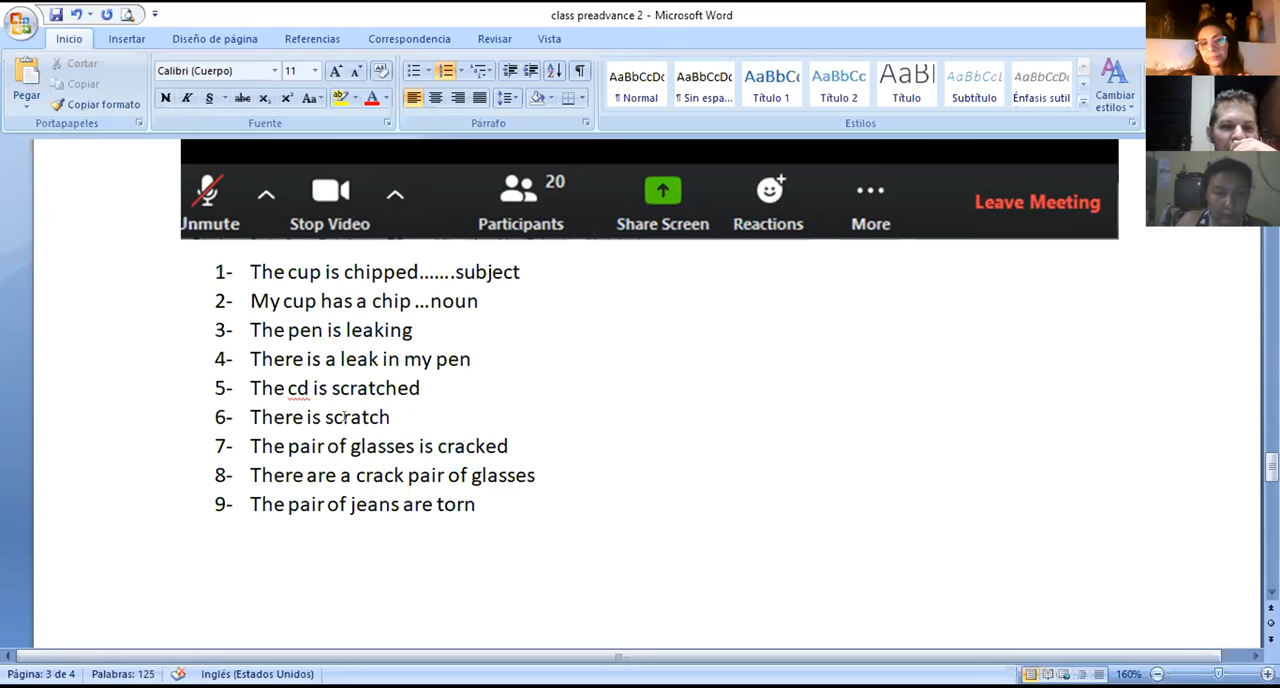 class preadvance 2 - Microsoft Word
Inicio Insertar Diseño de página Referencias Correspondencia Revisar Vista
Pegar
Cortar
Copiar
Copiar formato
Calibri (Cuerpo) 11
AaBbCcDc AaBbCcDc AaBbC AaBbCc AaBl AaBbCcL AaBbCcDc
¶ Normal ¶ Sin espa... Título 1 Título 2 Título Subtítulo Énfasis sutil
Cambiar estilos
Portapapeles Fuente Párrafo Estilos
20
Unmute Stop Video Participants Share Screen Reactions More Leave Meeting
1- The cup is chipped.......subject
2- My cup has a chip ...noun
3- The pen is leaking
4- There is a leak in my pen
5- The cd is scratched
6- There is scratch
7- The pair of glasses is cracked
8- There are a crack pair of glasses
9- The pair of jeans are torn
Página: 3 de 4 Palabras: 125 Inglés (Estados Unidos) 160%